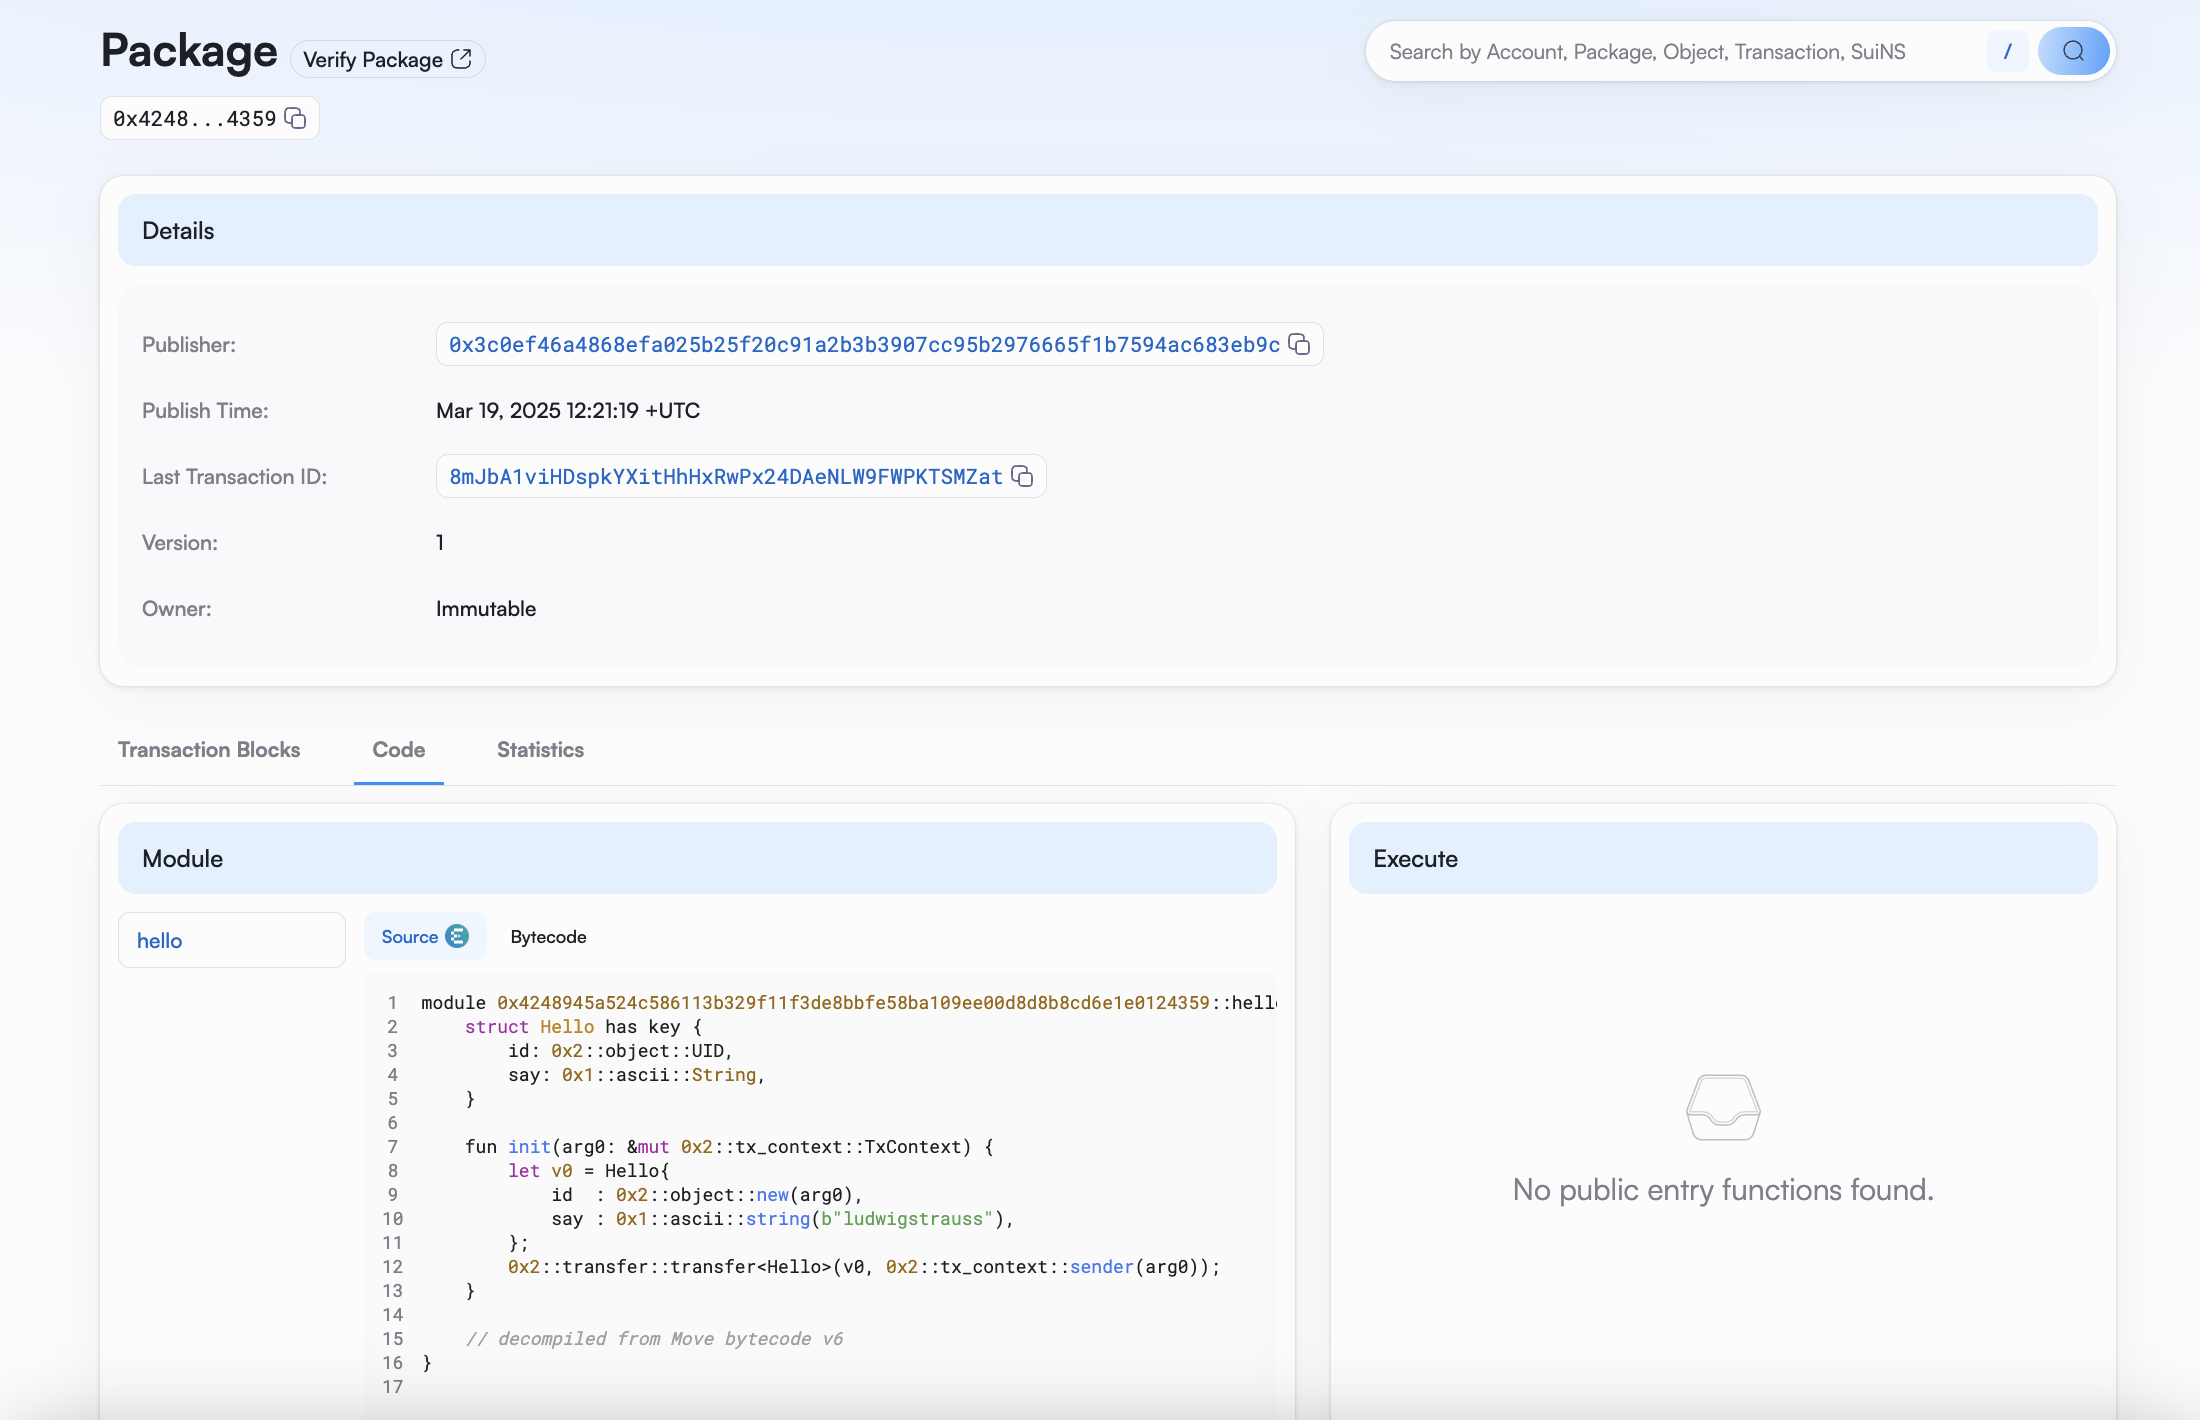 Package
Verify Package
Search by Account, Package, Object, Transaction, SuiNS
/
0x4248...4359
Details
Publisher:
0x3c0ef46a4868efa025b25f20c91a2b3b3907cc95b2976665f1b7594ac683eb9c
Publish Time:
Mar 19, 2025 12:21:19 +UTC
Last Transaction ID:
8mJbA1viHDspkYXitHhHxRwPx24DAeNLW9FWPKTSMZat
Version:
1
Owner:
Immutable
Transaction Blocks
Code
Statistics
Module
Execute
hello
Source
Bytecode
1 module 0x4248945a524c586113b329f11f3de8bbfe58ba109ee00d8d8b8cd6e1e0124359::hello
2     struct Hello has key {
3         id: 0x2::object::UID,
4         say: 0x1::ascii::String,
5     }
6
7     fun init(arg0: &mut 0x2::tx_context::TxContext) {
8         let v0 = Hello{
9             id  : 0x2::object::new(arg0),
10             say : 0x1::ascii::string(b"ludwigstrauss"),
11         };
12         0x2::transfer::transfer<Hello>(v0, 0x2::tx_context::sender(arg0));
13     }
14
15     // decompiled from Move bytecode v6
16 }
17
No public entry functions found.